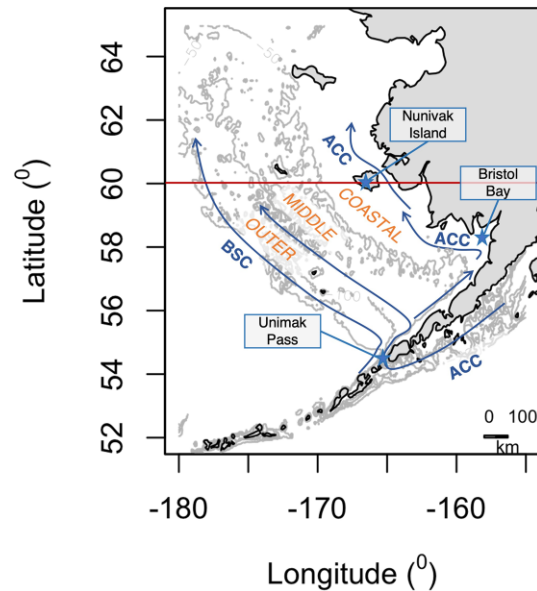 -50
64
62
60
58
56
54
52
Latitude (⁰)
Nunivak
Island
Bristol
Bay
ACC
COASTAL
MIDDLE
OUTER
ACC
BSC
Unimak
Pass
ACC
0 100
km
-180
-170
-160
Longitude (⁰)